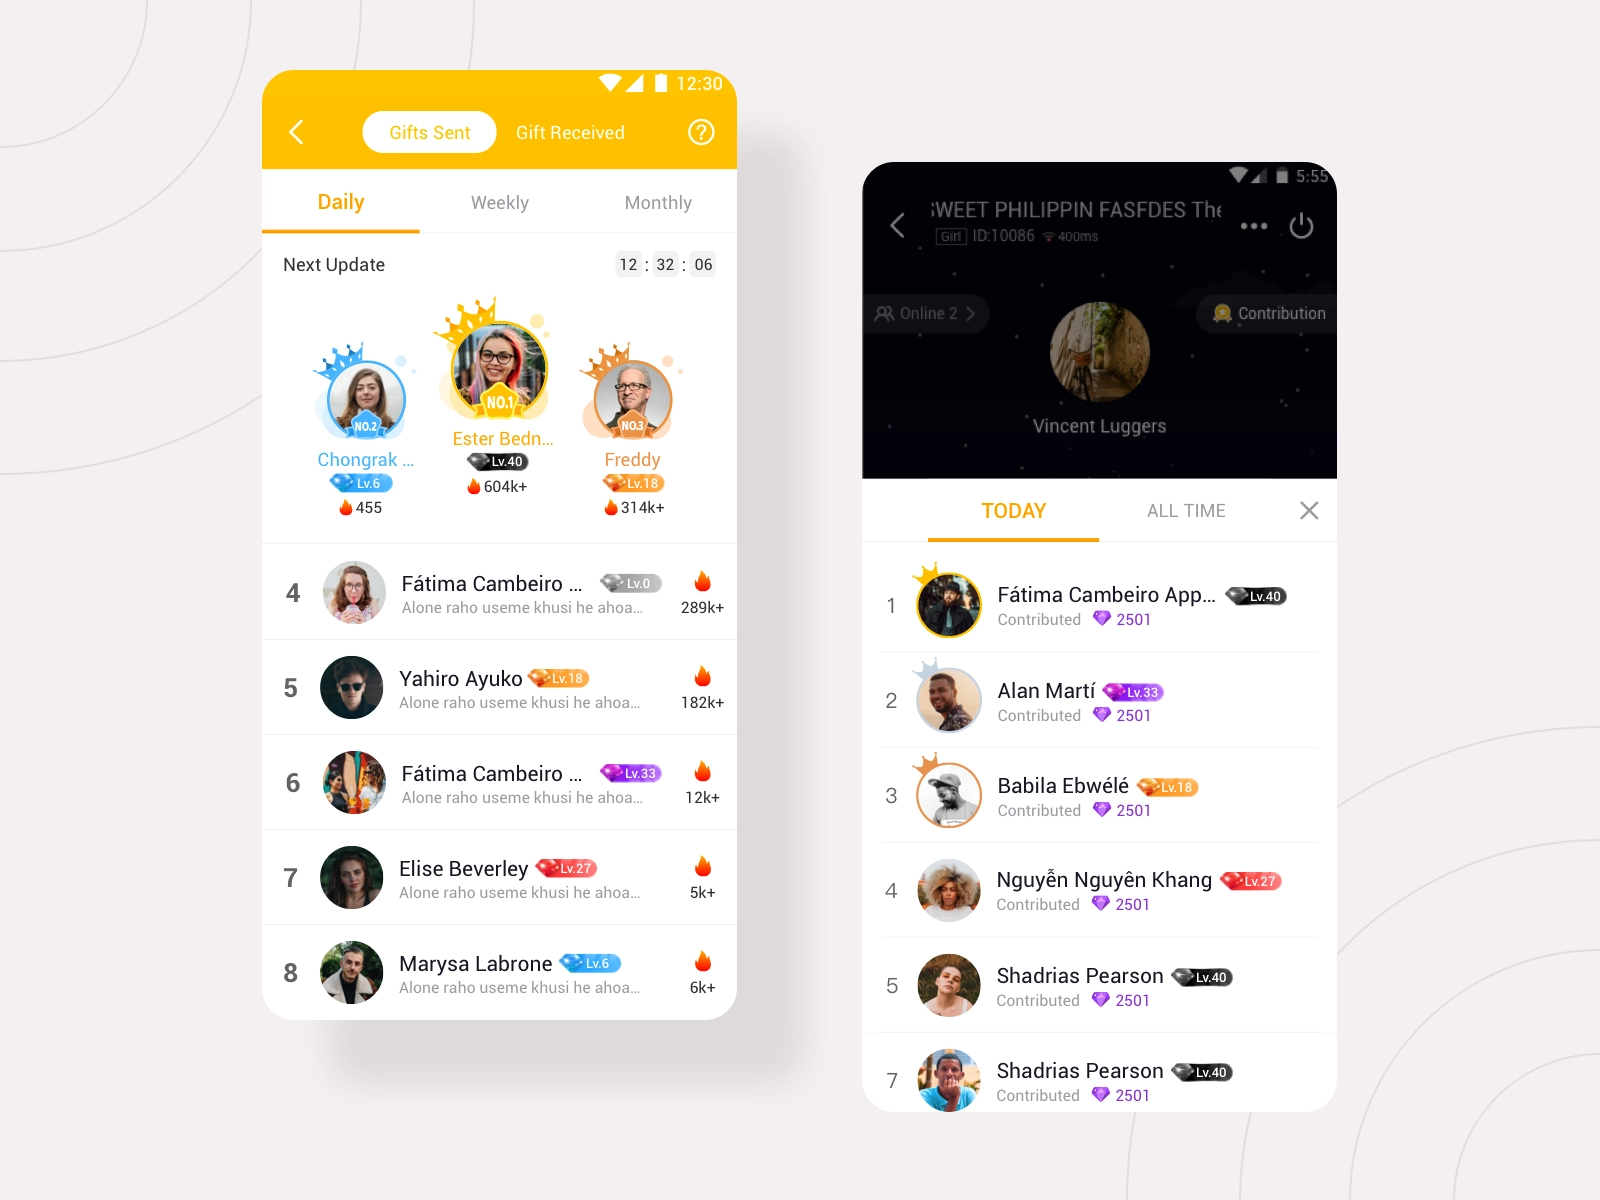 12:30
Gifts Sent
Gift Received
Daily
Weekly
Monthly
Next Update
12 : 32 : 06
NO.1
NO.2
NO.3
Ester Bedn...
Lv.40
604k+
Chongrak ...
Lv.6
455
Freddy
Lv.18
314k+
4
Fátima Cambeiro ...
Lv.0
Alone raho useme khusi he ahoa...
289k+
5
Yahiro Ayuko
Lv.18
Alone raho useme khusi he ahoa...
182k+
6
Fátima Cambeiro ...
Lv.33
Alone raho useme khusi he ahoa...
12k+
7
Elise Beverley
Lv.27
Alone raho useme khusi he ahoa...
5k+
8
Marysa Labrone
Lv.6
Alone raho useme khusi he ahoa...
6k+
5:55
SWEET PHILIPPIN FASFDES The
Girl ID:10086 400ms
Online 2
Contribution
Vincent Luggers
TODAY
ALL TIME
1
Fátima Cambeiro App...
Lv.40
Contributed 2501
2
Alan Martí
Lv.33
Contributed 2501
3
Babila Ebwélé
Lv.18
Contributed 2501
4
Nguyễn Nguyên Khang
Lv.27
Contributed 2501
5
Shadrias Pearson
Lv.40
Contributed 2501
7
Shadrias Pearson
Lv.40
Contributed 2501